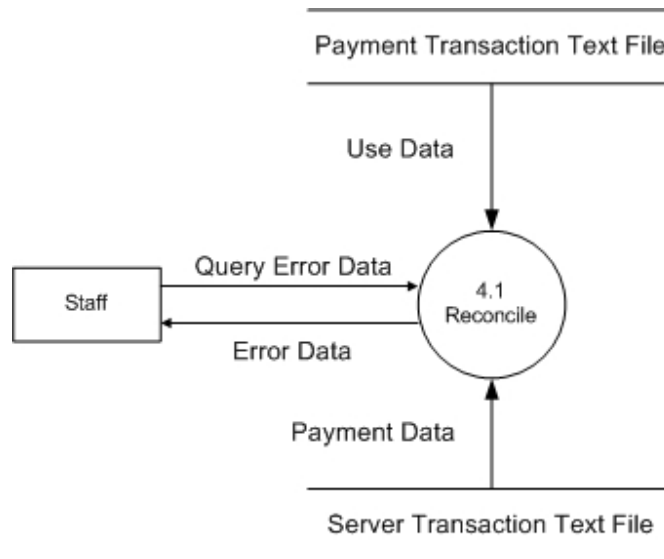 Payment Transaction Text File
Use Data
Query Error Data
Staff
4.1
Reconcile
Error Data
Payment Data
Server Transaction Text File